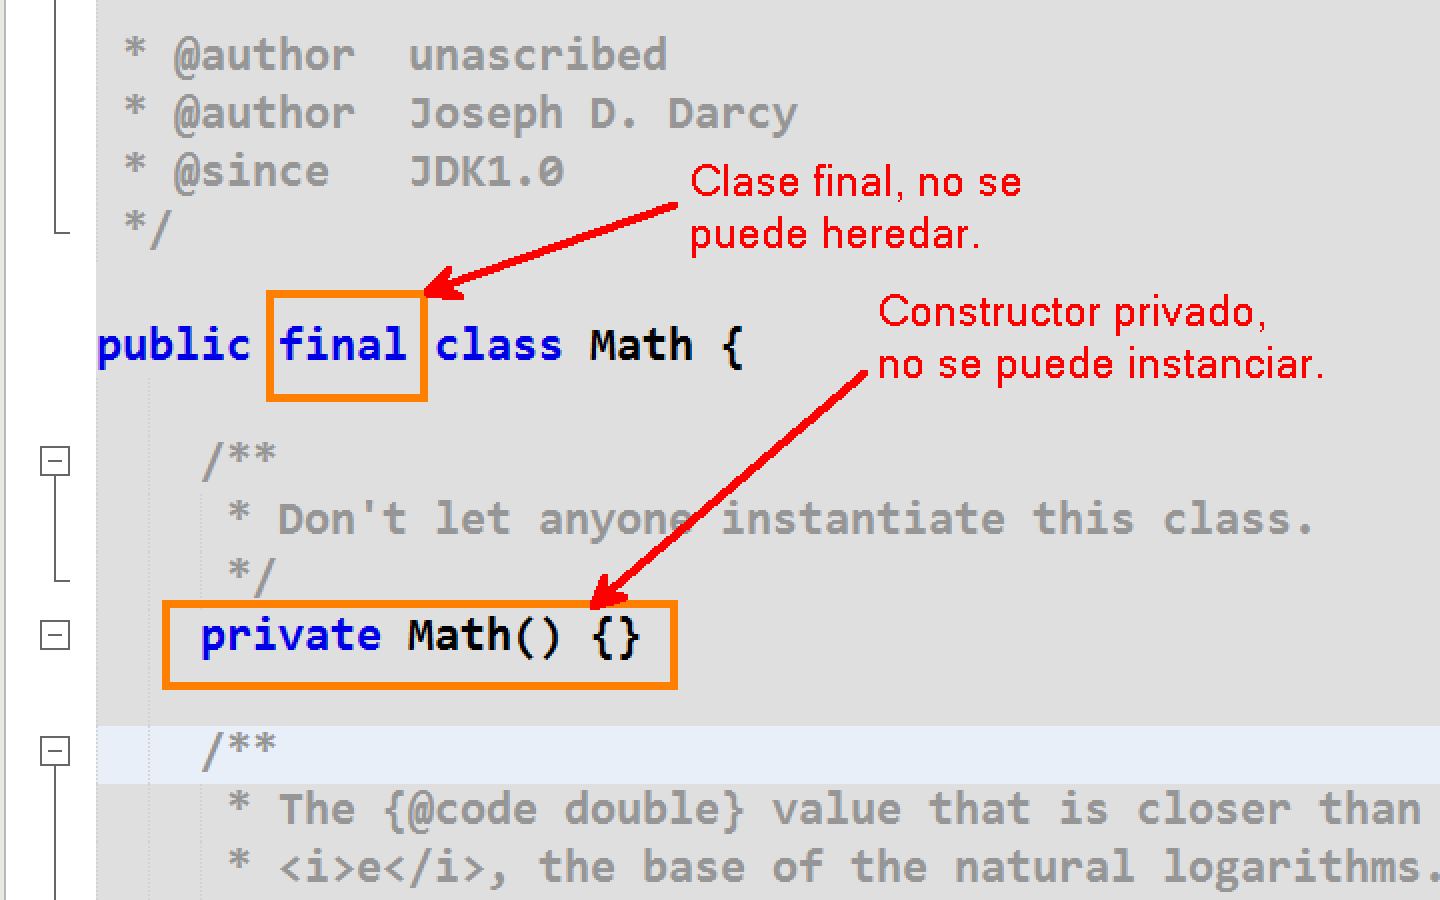 * @author  unascribed
* @author  Joseph D. Darcy
* @since   JDK1.0
*/
Clase final, no se
puede heredar.
public final class Math {
Constructor privado,
no se puede instanciar.
/**
* Don't let anyone instantiate this class.
*/
private Math() {}
/**
* The {@code double} value that is closer than
* <i>e</i>, the base of the natural logarithms.